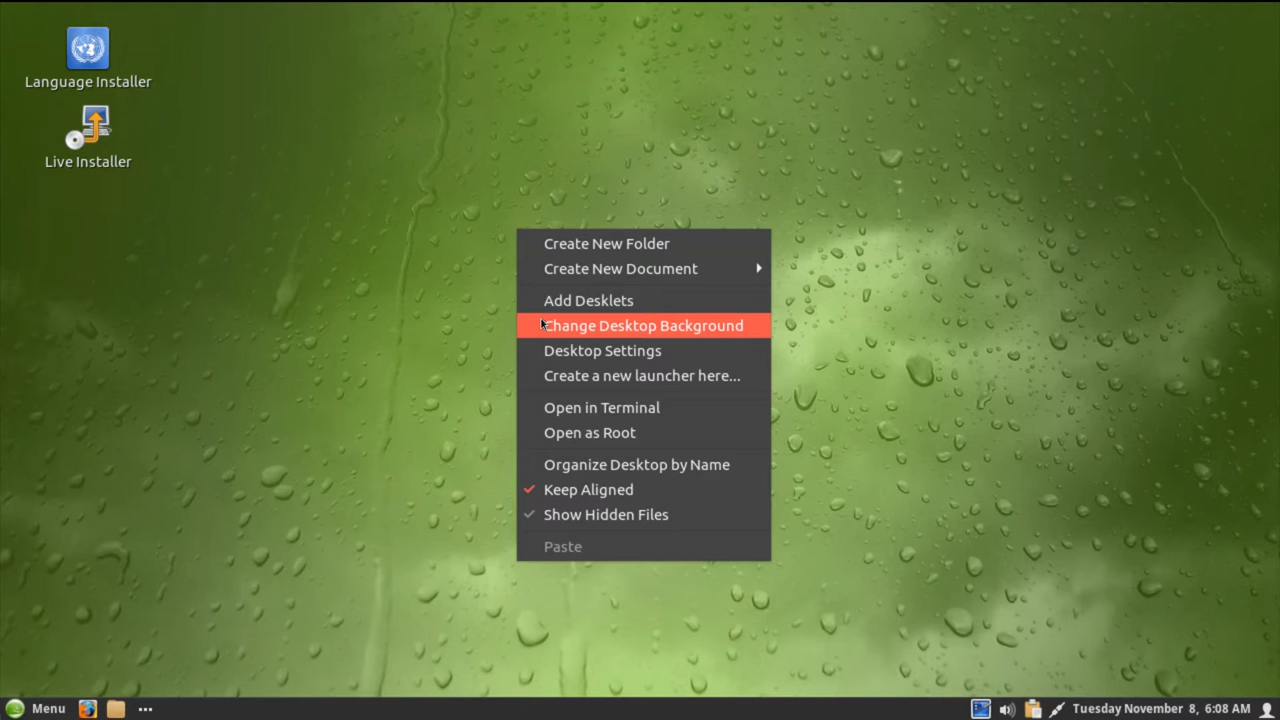 Language Installer
Live Installer
Create New Folder
Create New Document
Add Desklets
Change Desktop Background
Desktop Settings
Create a new launcher here...
Open in Terminal
Open as Root
Organize Desktop by Name
Keep Aligned
Show Hidden Files
Paste
Menu
Tuesday November 8, 6:08 AM